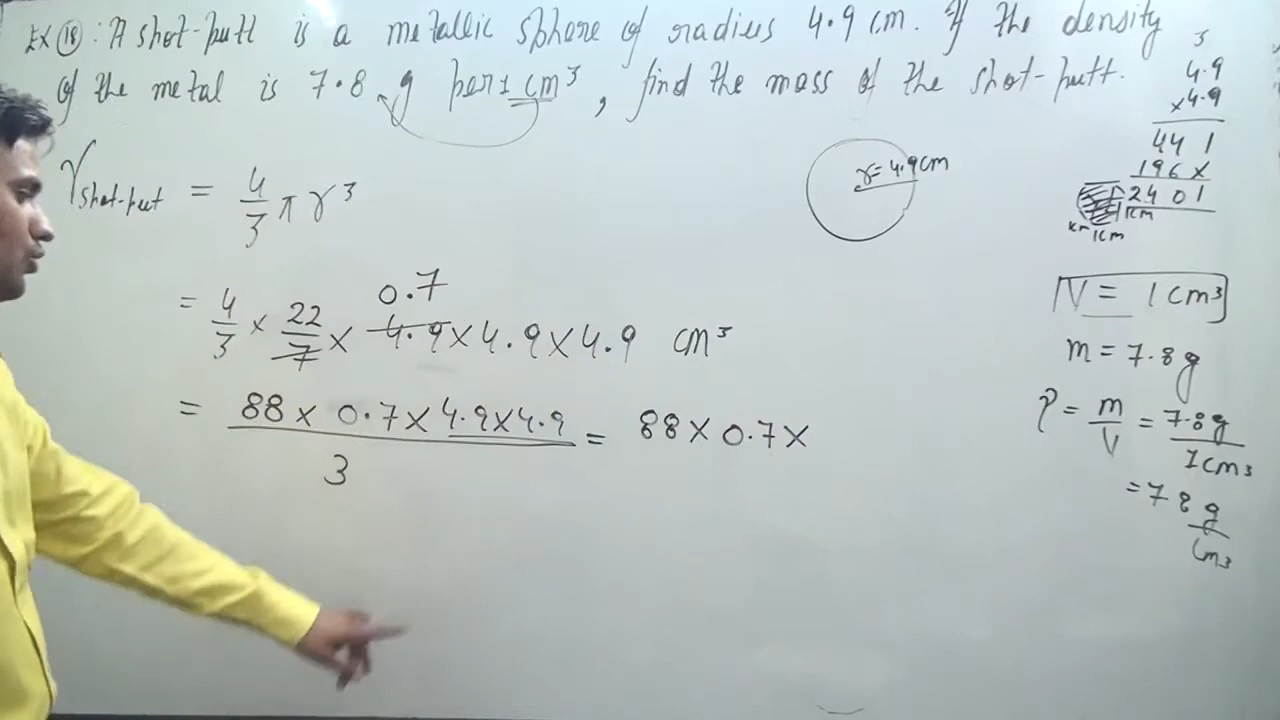 Ex (18) : A shot-putt is a metallic sphere of radius 4.9 cm. If the density
of the metal is 7.8 g per 1 cm³, find the mass of the shot-putt.
V shot-put = 4/3 π r³
= 4/3 × 22/7 × 4.9 × 4.9 × 4.9 cm³
0.7
= 88 × 0.7 × 4.9 × 4.9 / 3 = 88 × 0.7 ×
r = 4.9 cm
3
4.9
×4.9
44 1
196 ×
2401
1cm
1cm
V = 1 cm³
m = 7.8 g
ρ = m/V = 7.8 g / 1 cm³
= 7 8 g/cm³